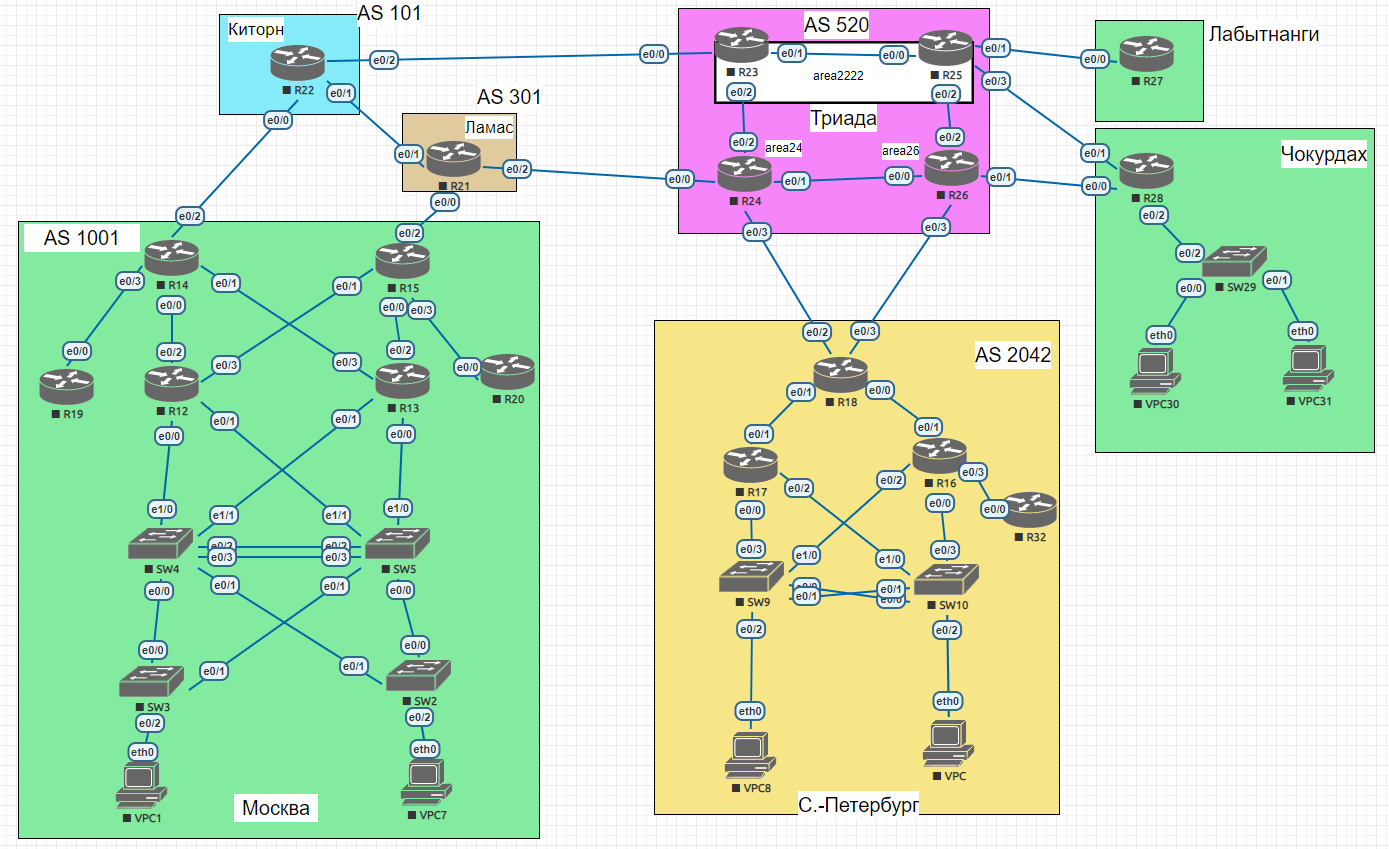 AS 101
Киторн
e0/2
R22
e0/1
e0/0
AS 301
Ламас
e0/1
R21
e0/2
e0/0
AS 520
e0/0
R23
e0/1
e0/0
R25
e0/1
e0/3
area2222
e0/2
e0/2
Триада
e0/2
area24
area26
e0/2
e0/0
R24
e0/1
e0/0
R26
e0/1
e0/3
e0/3
Лабытнанги
e0/0
R27
Чокурдах
e0/1
e0/0
R28
e0/2
e0/2
SW29
e0/0
e0/1
eth0
eth0
VPC30
VPC31
AS 1001
e0/2
e0/2
R14
R15
e0/3
e0/0
e0/1
e0/1
e0/0
e0/3
e0/0
e0/2
e0/3
e0/3
e0/2
e0/0
R19
R12
R13
R20
e0/0
e0/1
e0/1
e0/0
e1/0
e1/1
e1/1
e1/0
e0/2
e0/2
e0/3
e0/3
SW4
SW5
e0/0
e0/1
e0/1
e0/0
e0/0
e0/1
e0/1
e0/0
SW3
SW2
e0/2
e0/2
eth0
eth0
VPC1
VPC7
Москва
AS 2042
e0/2
e0/3
R18
e0/1
e0/0
e0/1
e0/1
R17
R16
e0/2
e0/2
e0/3
e0/0
e0/0
e0/0
R32
e0/3
e1/0
e1/0
e0/3
SW9
SW10
e0/0
e0/1
e0/1
e0/0
e0/2
e0/2
eth0
eth0
VPC8
VPC
С.-Петербург